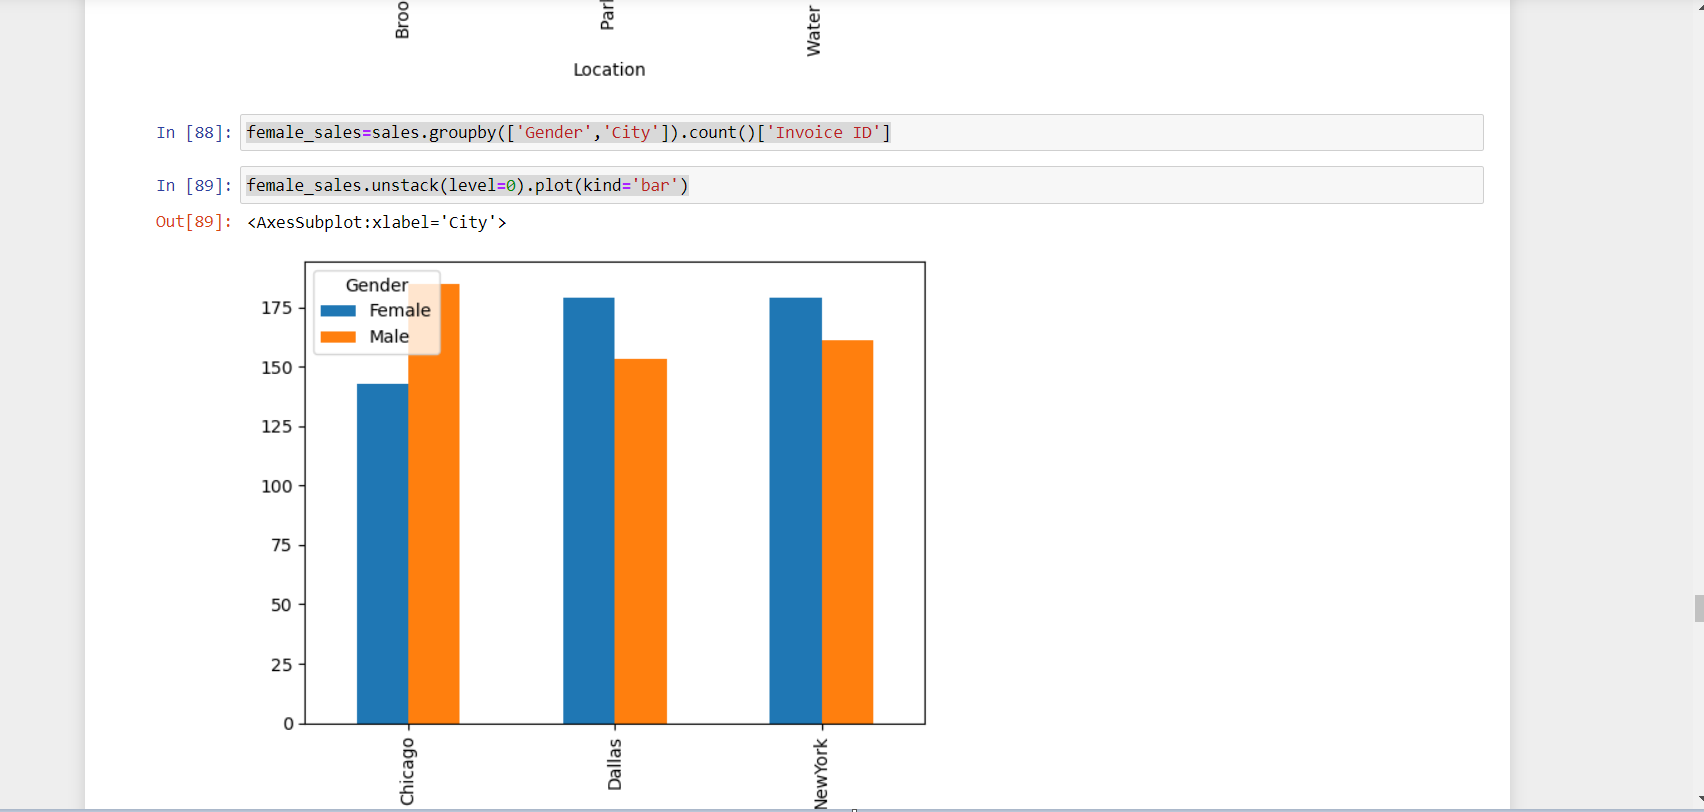 Broo
Par
Water
Location
In [88]: female_sales=sales.groupby(['Gender','City']).count()['Invoice ID']
In [89]: female_sales.unstack(level=0).plot(kind='bar')
Out[89]: <AxesSubplot:xlabel='City'>
Gender
Female
Male
175
150
125
100
75
50
25
0
Chicago
Dallas
NewYork